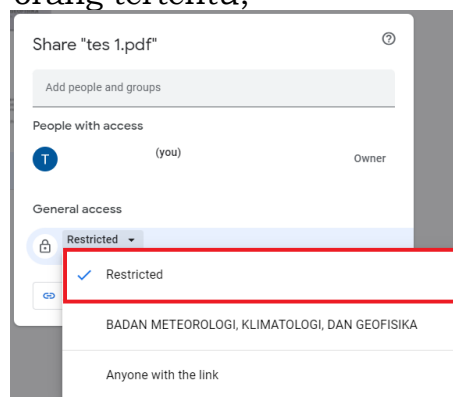 orang tertentu;
Share "tes 1.pdf"
Add people and groups
People with access
T
(you)
Owner
General access
Restricted
Restricted
BADAN METEOROLOGI, KLIMATOLOGI, DAN GEOFISIKA
Anyone with the link